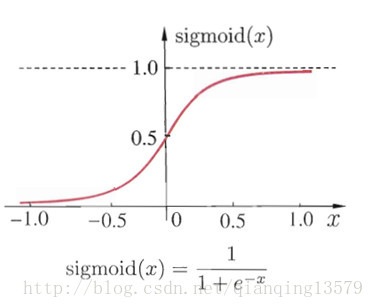 sigmoid(x)
1.0
0.5
-1.0 -0.5 0 0.5 1.0 x
sigmoid(x) = 1 / (1 + e^{-x})
http://blog.csdn.net/qianqing13579